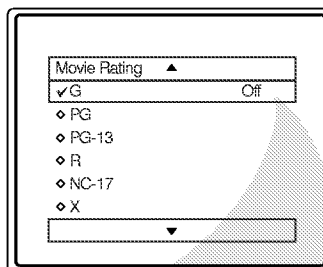 Movie Rating ▲
✔G Off
◇ PG
◇ PG-13
◇ R
◇ NC-17
◇ X
▼